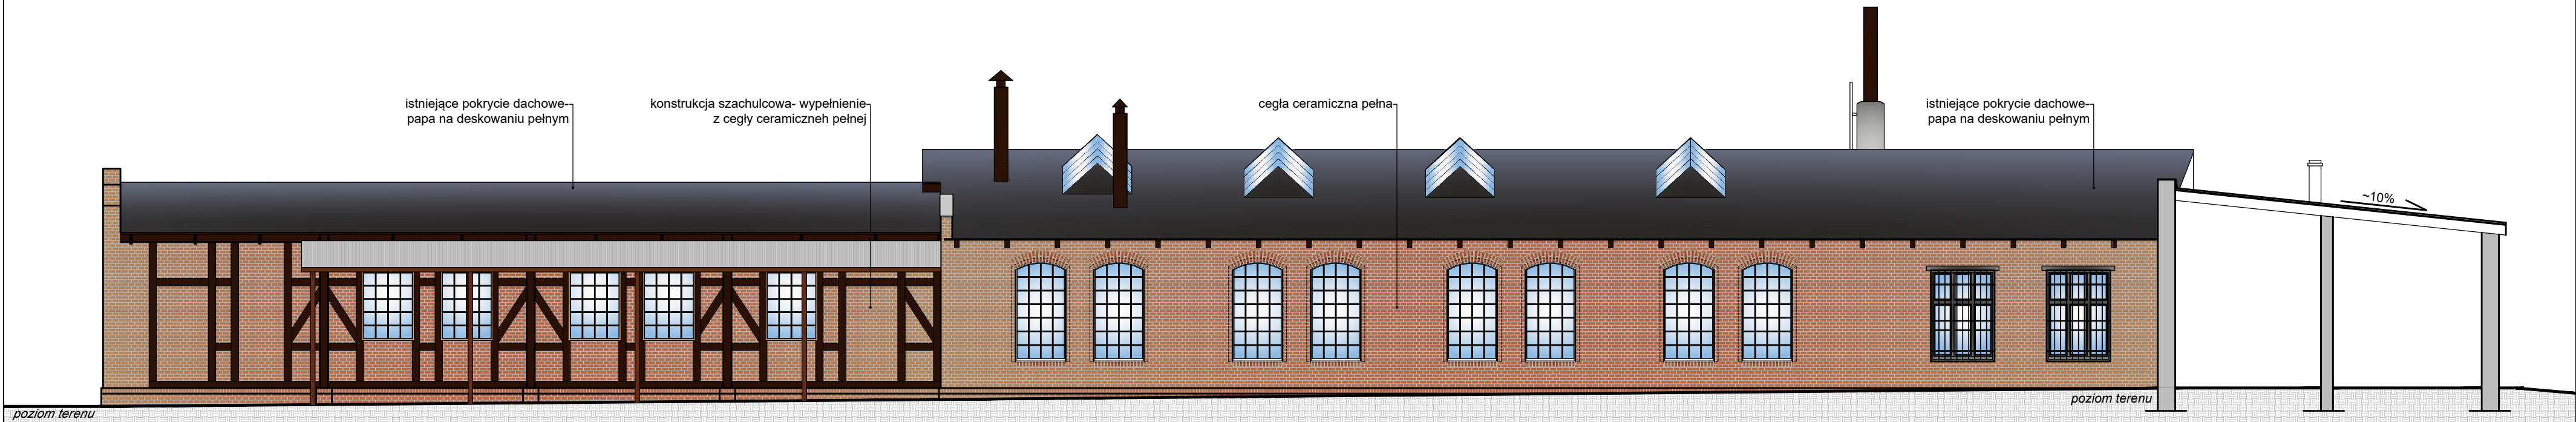 istniejące pokrycie dachowe-
papa na deskowaniu pełnym
konstrukcja szachulcowa- wypełnienie
z cegły ceramiczneh pełnej
cegła ceramiczna pełna
istniejące pokrycie dachowe-
papa na deskowaniu pełnym
~10%
poziom terenu
poziom terenu